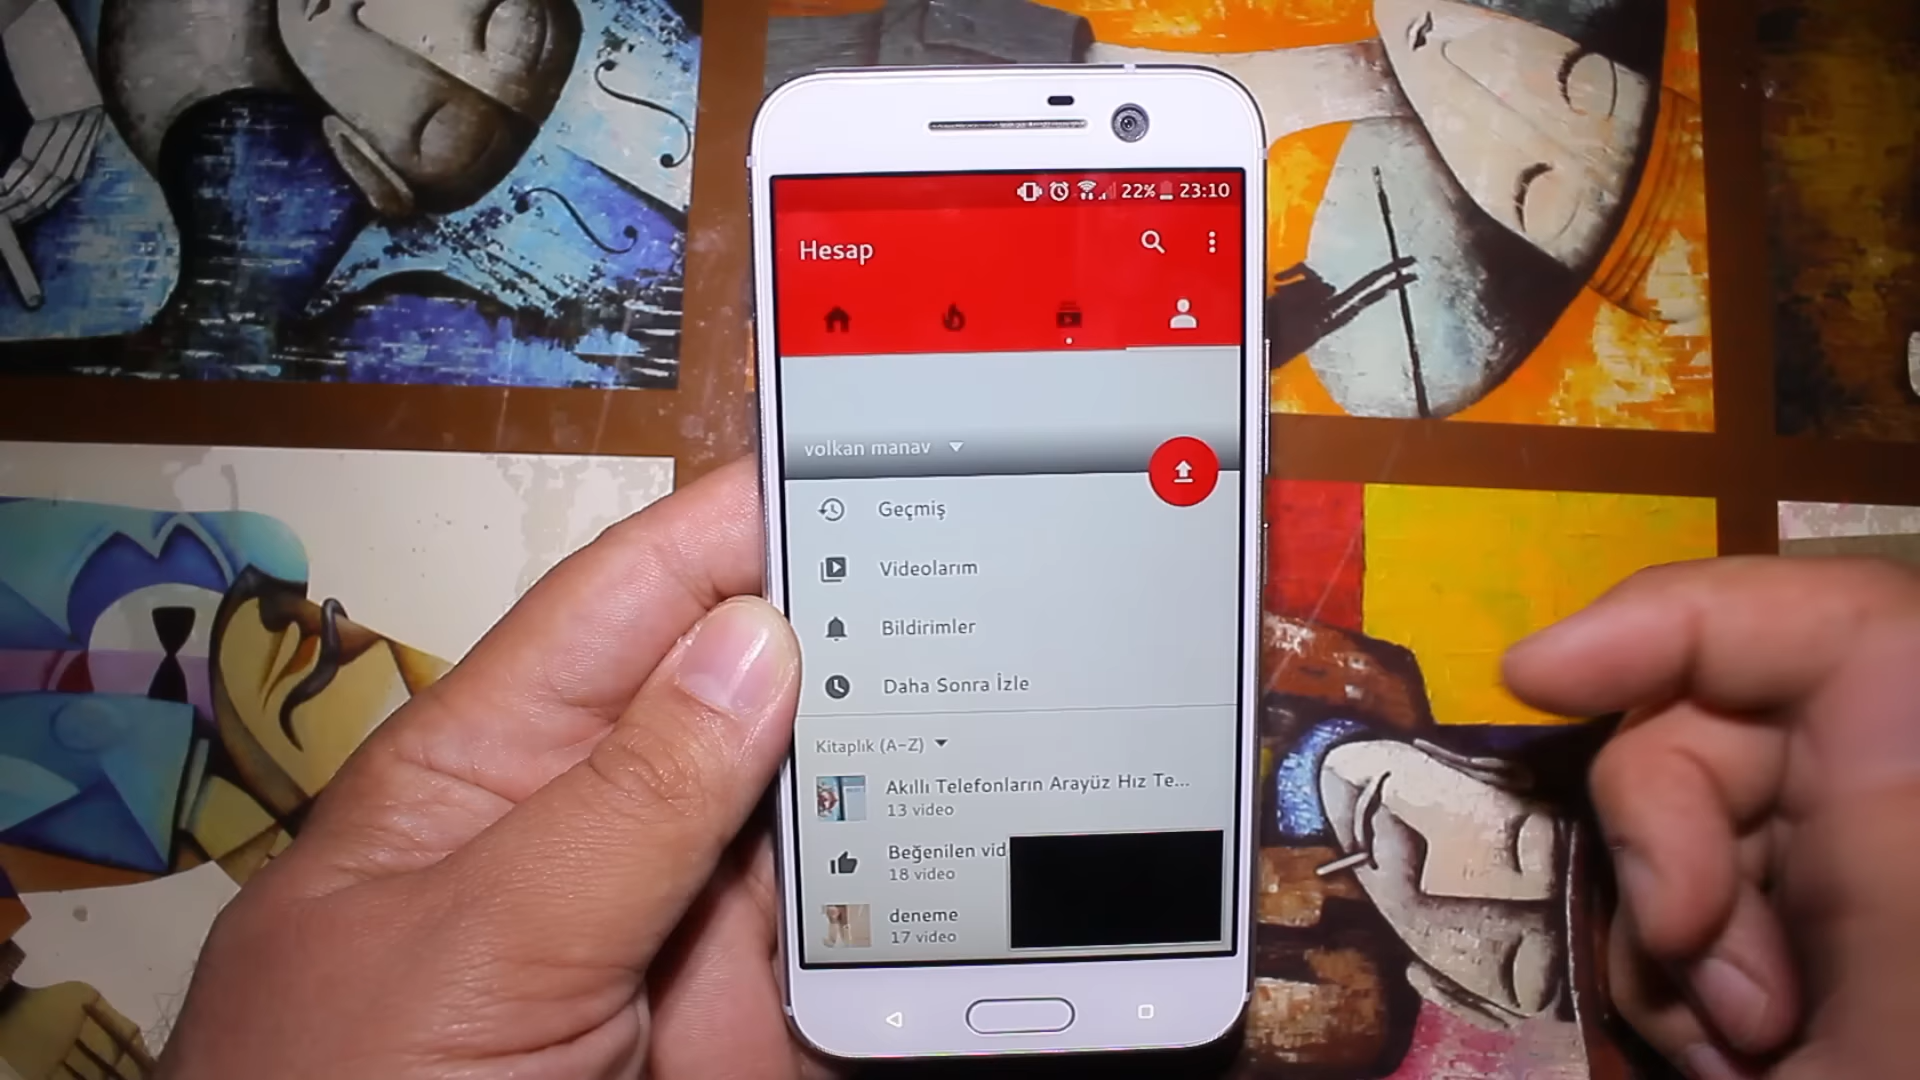 22% 23:10
Hesap
volkan manav
Geçmiş
Videolarım
Bildirimler
Daha Sonra İzle
Kitaplık (A-Z)
Akıllı Telefonların Arayüz Hız Te...
13 video
Beğenilen vid
18 video
deneme
17 video